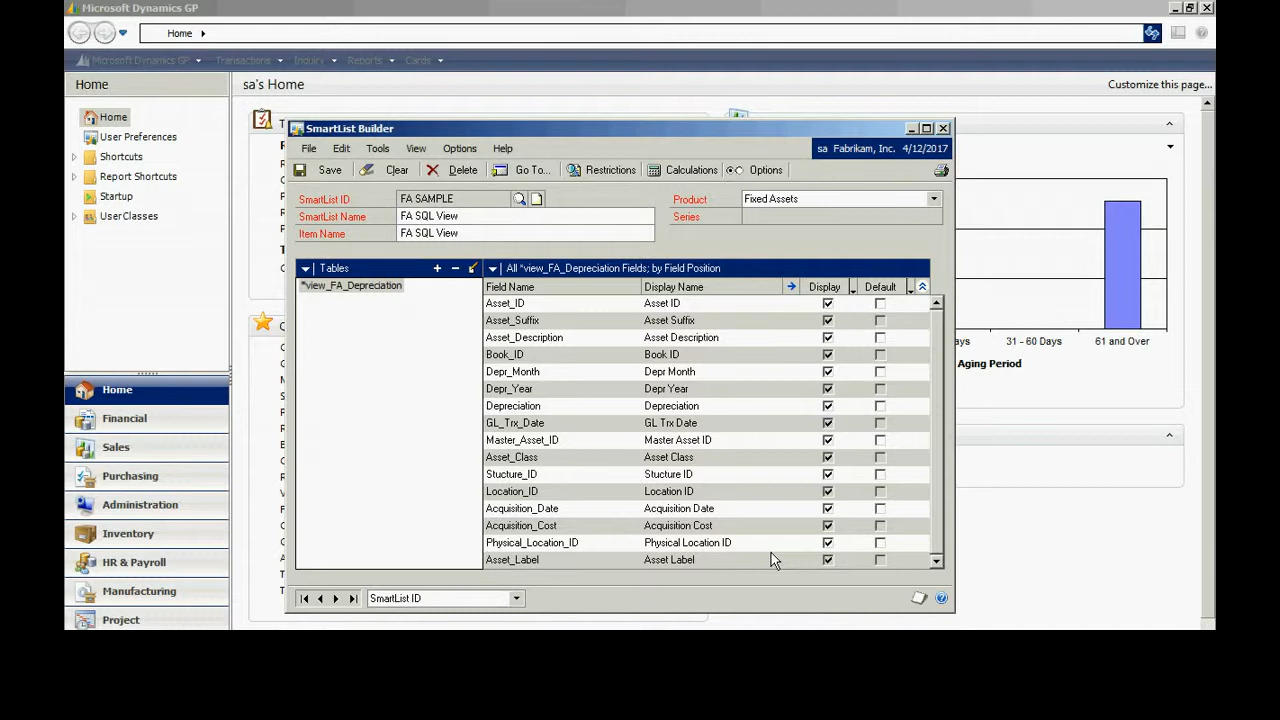 Microsoft Dynamics GP
Home
Microsoft Dynamics GP Transactions Inquiry Reports Cards
Home
sa's Home
Customize this page...
Home
User Preferences
Shortcuts
Report Shortcuts
Startup
User Classes
SmartList Builder
File Edit Tools View Options Help
sa Fabrikam, Inc. 4/12/2017
Save Clear Delete Go To... Restrictions Calculations Options
SmartList ID FA SAMPLE
Product Fixed Assets
SmartList Name FA SQL View
Series
Item Name FA SQL View
Tables
All *view_FA_Depreciation Fields; by Field Position
*view_FA_Depreciation
Field Name Display Name Display Default
Asset_ID Asset ID
Asset_Suffix Asset Suffix
Asset_Description Asset Description
Book_ID Book ID
Depr_Month Depr Month
Depr_Year Depr Year
Depreciation Depreciation
GL_Trx_Date GL Trx Date
Master_Asset_ID Master Asset ID
Asset_Class Asset Class
Stucture_ID Stucture ID
Location_ID Location ID
Acquisition_Date Acquisition Date
Acquisition_Cost Acquisition Cost
Physical_Location_ID Physical Location ID
Asset_Label Asset Label
SmartList ID
31 - 60 Days 61 and Over
Aging Period
Home
Financial
Sales
Purchasing
Administration
Inventory
HR & Payroll
Manufacturing
Project